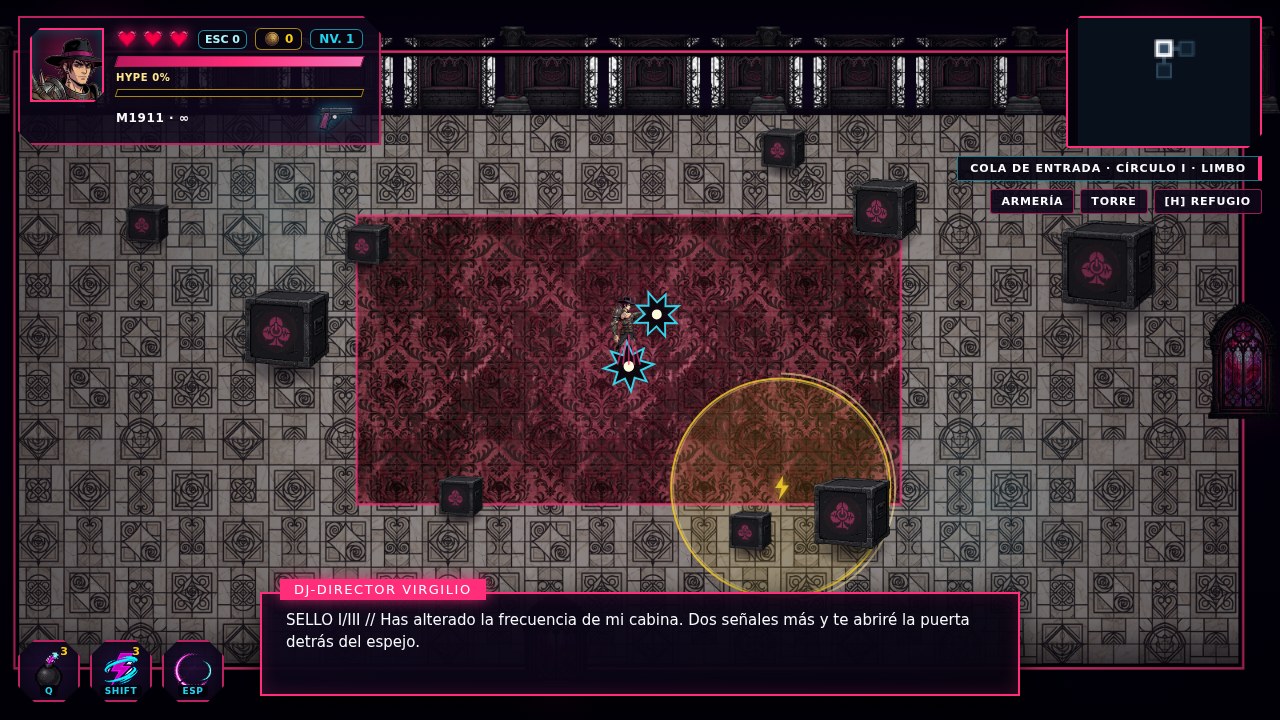 ESC 0
0
NV. 1
HYPE 0%
M1911 · ∞
COLA DE ENTRADA · CÍRCULO I · LIMBO
ARMERÍA
TORRE
[H] REFUGIO
DJ-DIRECTOR VIRGILIO
SELLO I/III // Has alterado la frecuencia de mi cabina. Dos señales más y te abriré la puerta
detrás del espejo.
3
Q
3
SHIFT
ESP